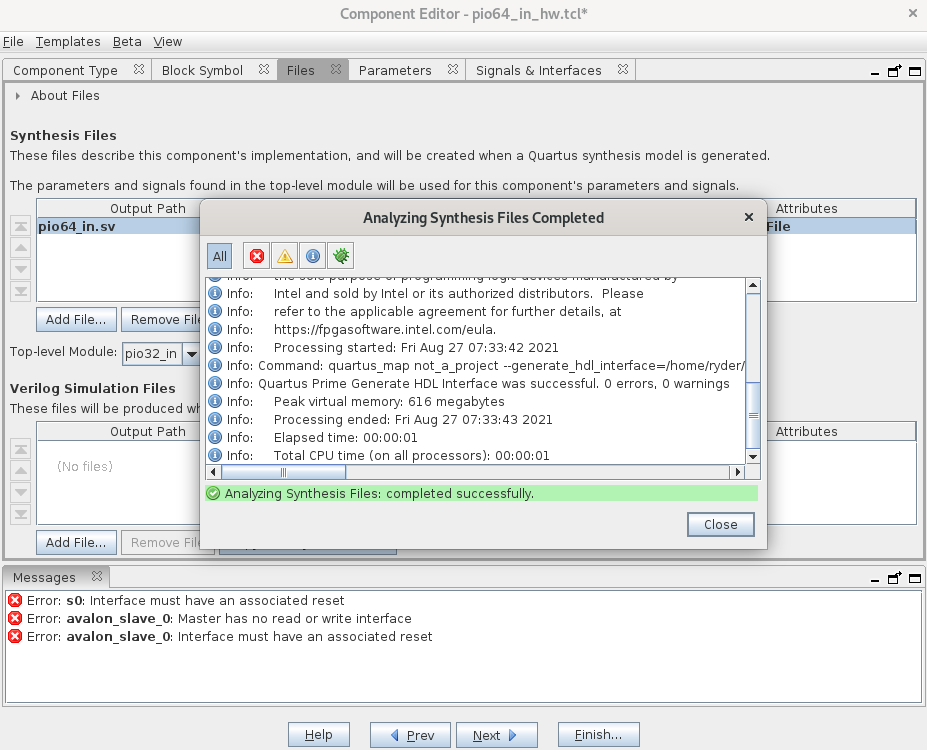 Component Editor - pio64_in_hw.tcl*
File Templates Beta View
Component Type Block Symbol Files Parameters Signals & Interfaces
About Files
Synthesis Files
These files describe this component's implementation, and will be created when a Quartus synthesis model is generated.
The parameters and signals found in the top-level module will be used for this component's parameters and signals.
Output Path Attributes
pio64_in.sv File
Add File... Remove File
Top-level Module: pio32_in
Verilog Simulation Files
These files will be produced wh
Output Path Attributes
(No files)
Add File... Remove File
Analyzing Synthesis Files Completed
All
Info: the sole purpose of programming logic devices manufactured by
Info: Intel and sold by Intel or its authorized distributors. Please
Info: refer to the applicable agreement for further details, at
Info: https://fpgasoftware.intel.com/eula.
Info: Processing started: Fri Aug 27 07:33:42 2021
Info: Command: quartus_map not_a_project --generate_hdl_interface=/home/ryder/
Info: Quartus Prime Generate HDL Interface was successful. 0 errors, 0 warnings
Info: Peak virtual memory: 616 megabytes
Info: Processing ended: Fri Aug 27 07:33:43 2021
Info: Elapsed time: 00:00:01
Info: Total CPU time (on all processors): 00:00:01
Analyzing Synthesis Files: completed successfully.
Close
Messages
Error: s0: Interface must have an associated reset
Error: avalon_slave_0: Master has no read or write interface
Error: avalon_slave_0: Interface must have an associated reset
Help Prev Next Finish...